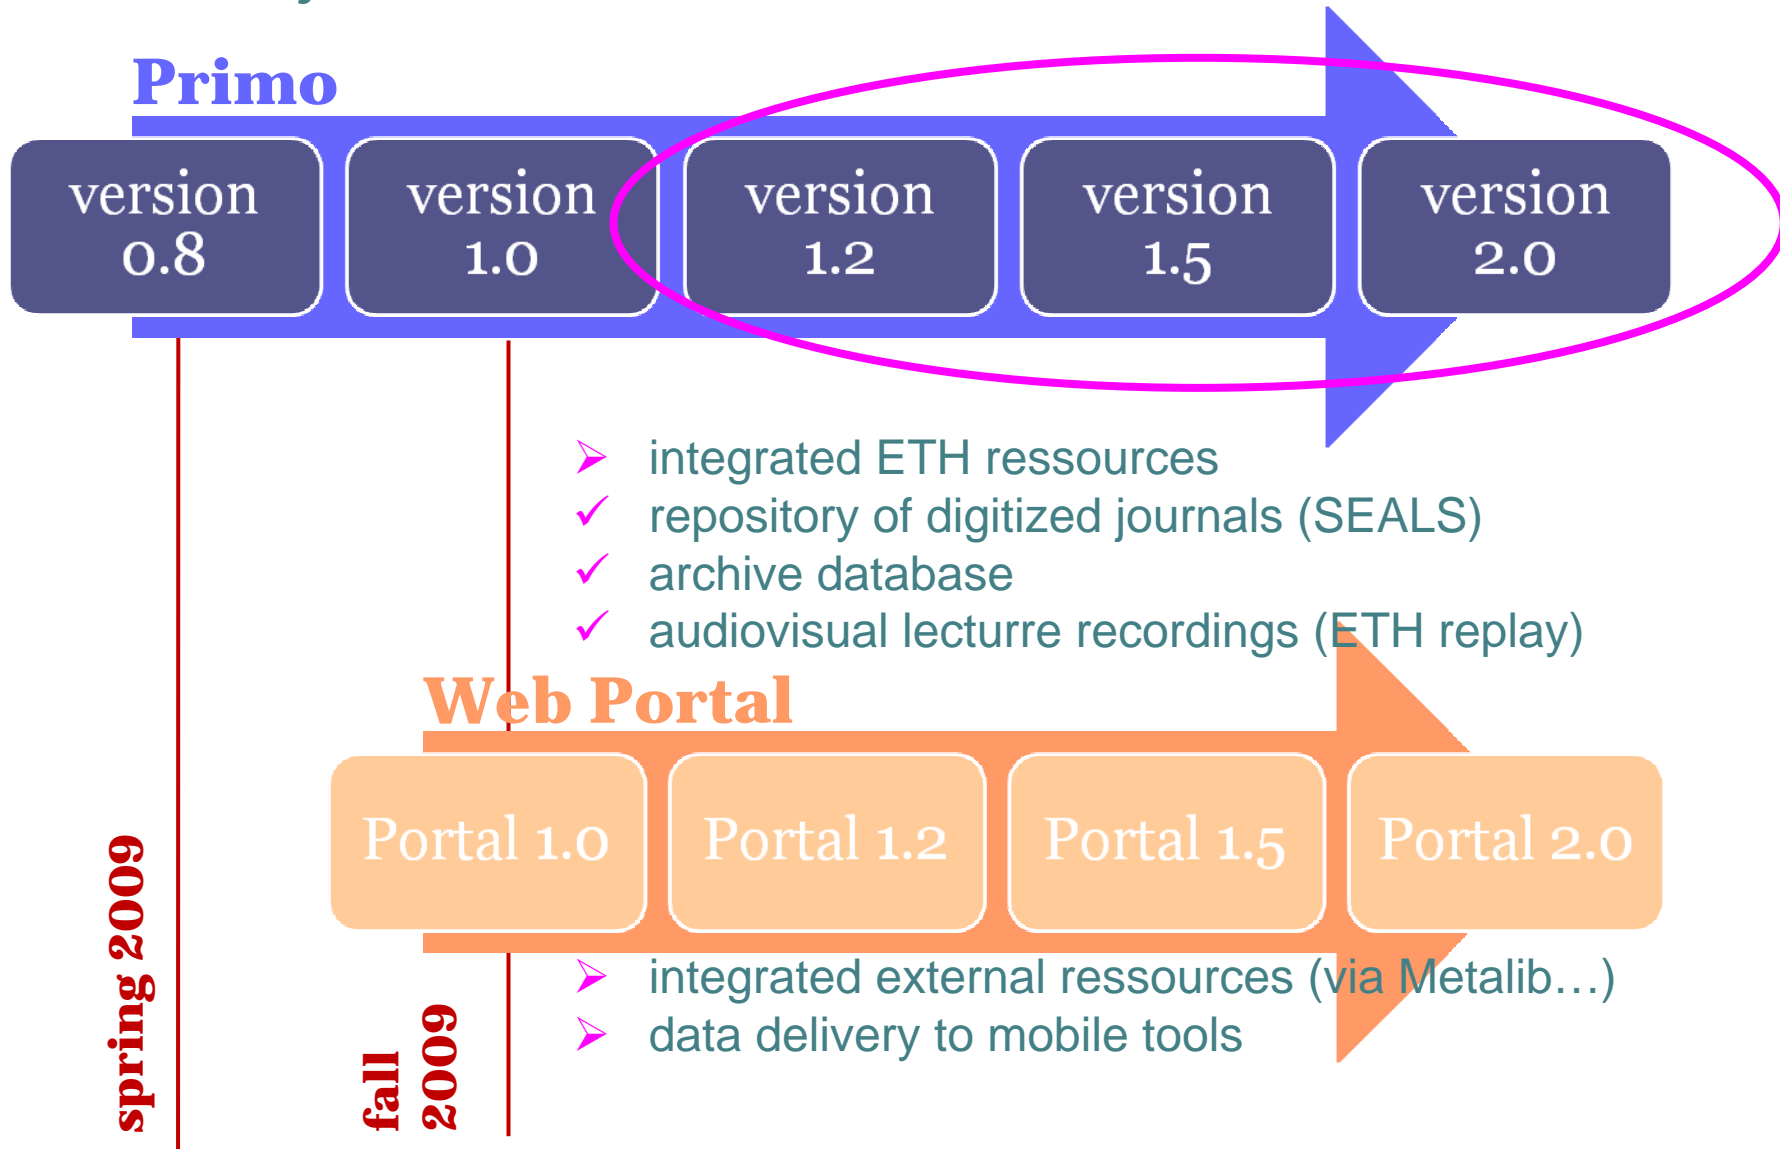 Primo
version
0.8
version
1.0
version
1.2
version
1.5
version
2.0
integrated ETH ressources
repository of digitized journals (SEALS)
archive database
audiovisual lecturre recordings (ETH replay)
Web Portal
Portal 1.0
Portal 1.2
Portal 1.5
Portal 2.0
integrated external ressources (via Metalib…)
data delivery to mobile tools
spring 2009
fall
2009